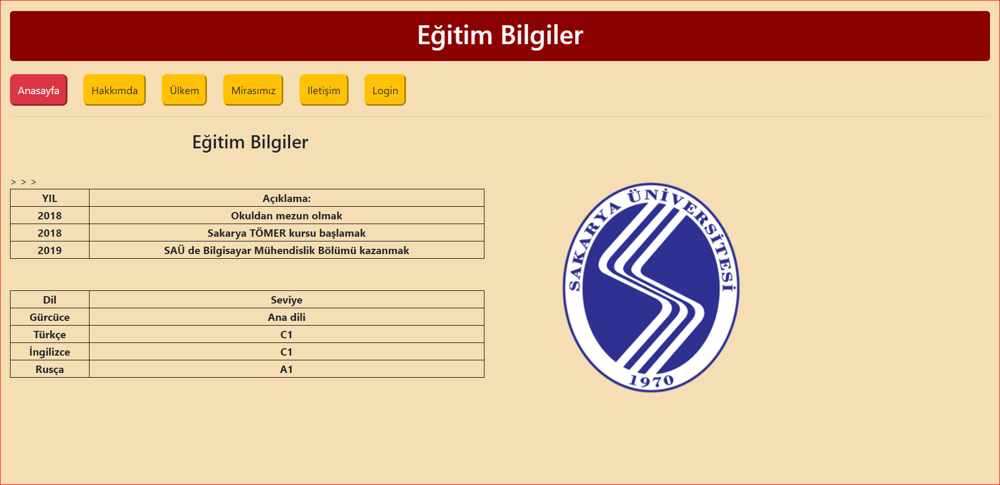 Eğitim Bilgiler
Anasayfa Hakkımda Ülkem Mirasımız Iletişim Login
Eğitim Bilgiler
> > >
YIL Açıklama:
2018 Okuldan mezun olmak
2018 Sakarya TÖMER kursu başlamak
2019 SAÜ de Bilgisayar Mühendislik Bölümü kazanmak
Dil Seviye
Gürcüce Ana dili
Türkçe C1
İngilizce C1
Rusça A1
SAKARYA ÜNİVERSİTESİ
1970